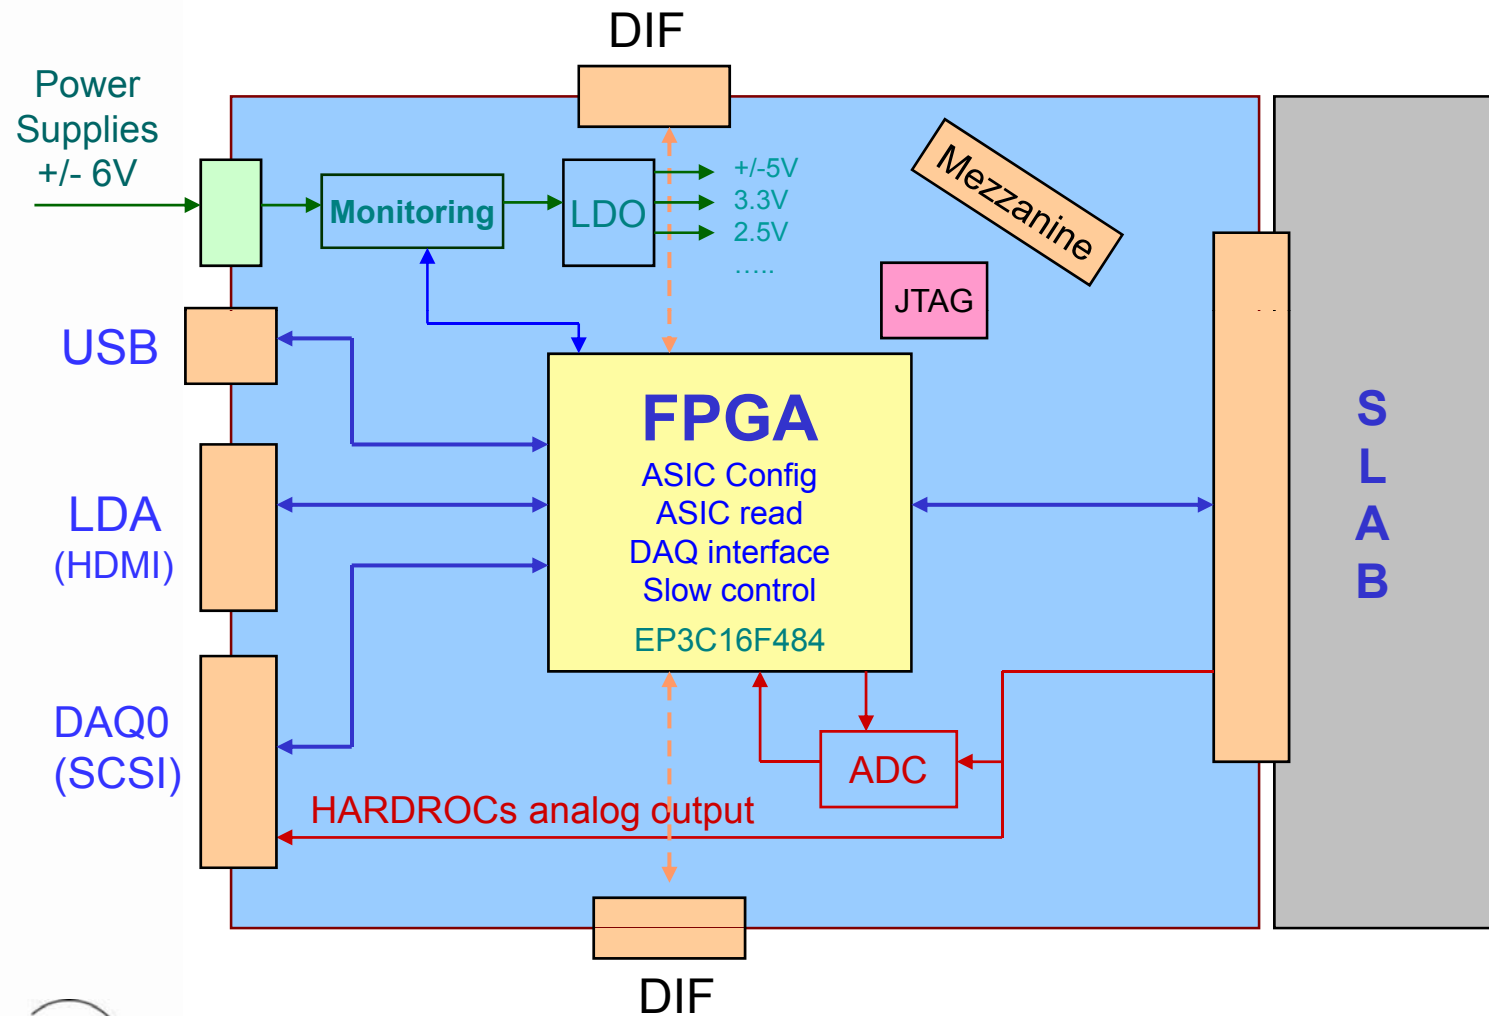 DIF
Power
Supplies
+/- 6V
Monitoring
LDO
+/-5V
3.3V
2.5V
.....
Mezzanine
JTAG
USB
LDA
(HDMI)
DAQ0
(SCSI)
FPGA
ASIC Config
ASIC read
DAQ interface
Slow control
EP3C16F484
ADC
HARDROCs analog output
S
L
A
B
DIF